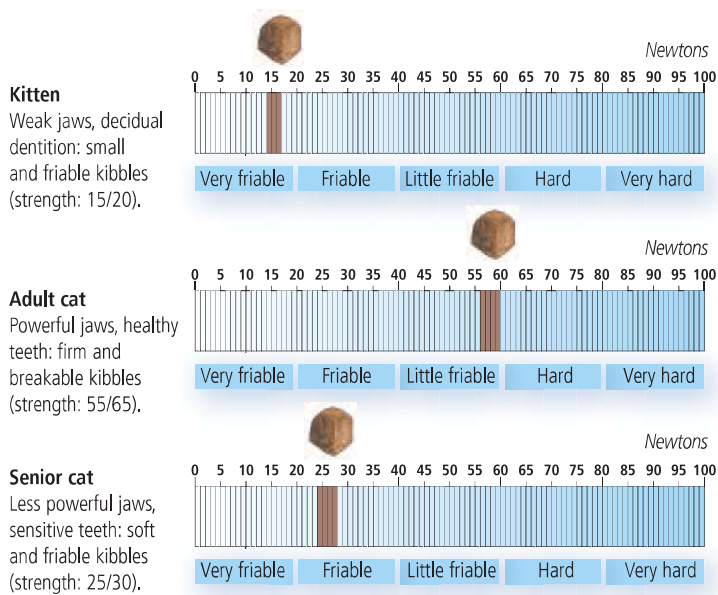 Newtons
0 5 10 15 20 25 30 35 40 45 50 55 60 65 70 75 80 85 90 95 100
Kitten
Weak jaws, decidual
dentition: small
and friable kibbles
(strength: 15/20).
Very friable Friable Little friable Hard Very hard
Newtons
0 5 10 15 20 25 30 35 40 45 50 55 60 65 70 75 80 85 90 95 100
Adult cat
Powerful jaws, healthy
teeth: firm and
breakable kibbles
(strength: 55/65).
Very friable Friable Little friable Hard Very hard
Newtons
0 5 10 15 20 25 30 35 40 45 50 55 60 65 70 75 80 85 90 95 100
Senior cat
Less powerful jaws,
sensitive teeth: soft
and friable kibbles
(strength: 25/30).
Very friable Friable Little friable Hard Very hard